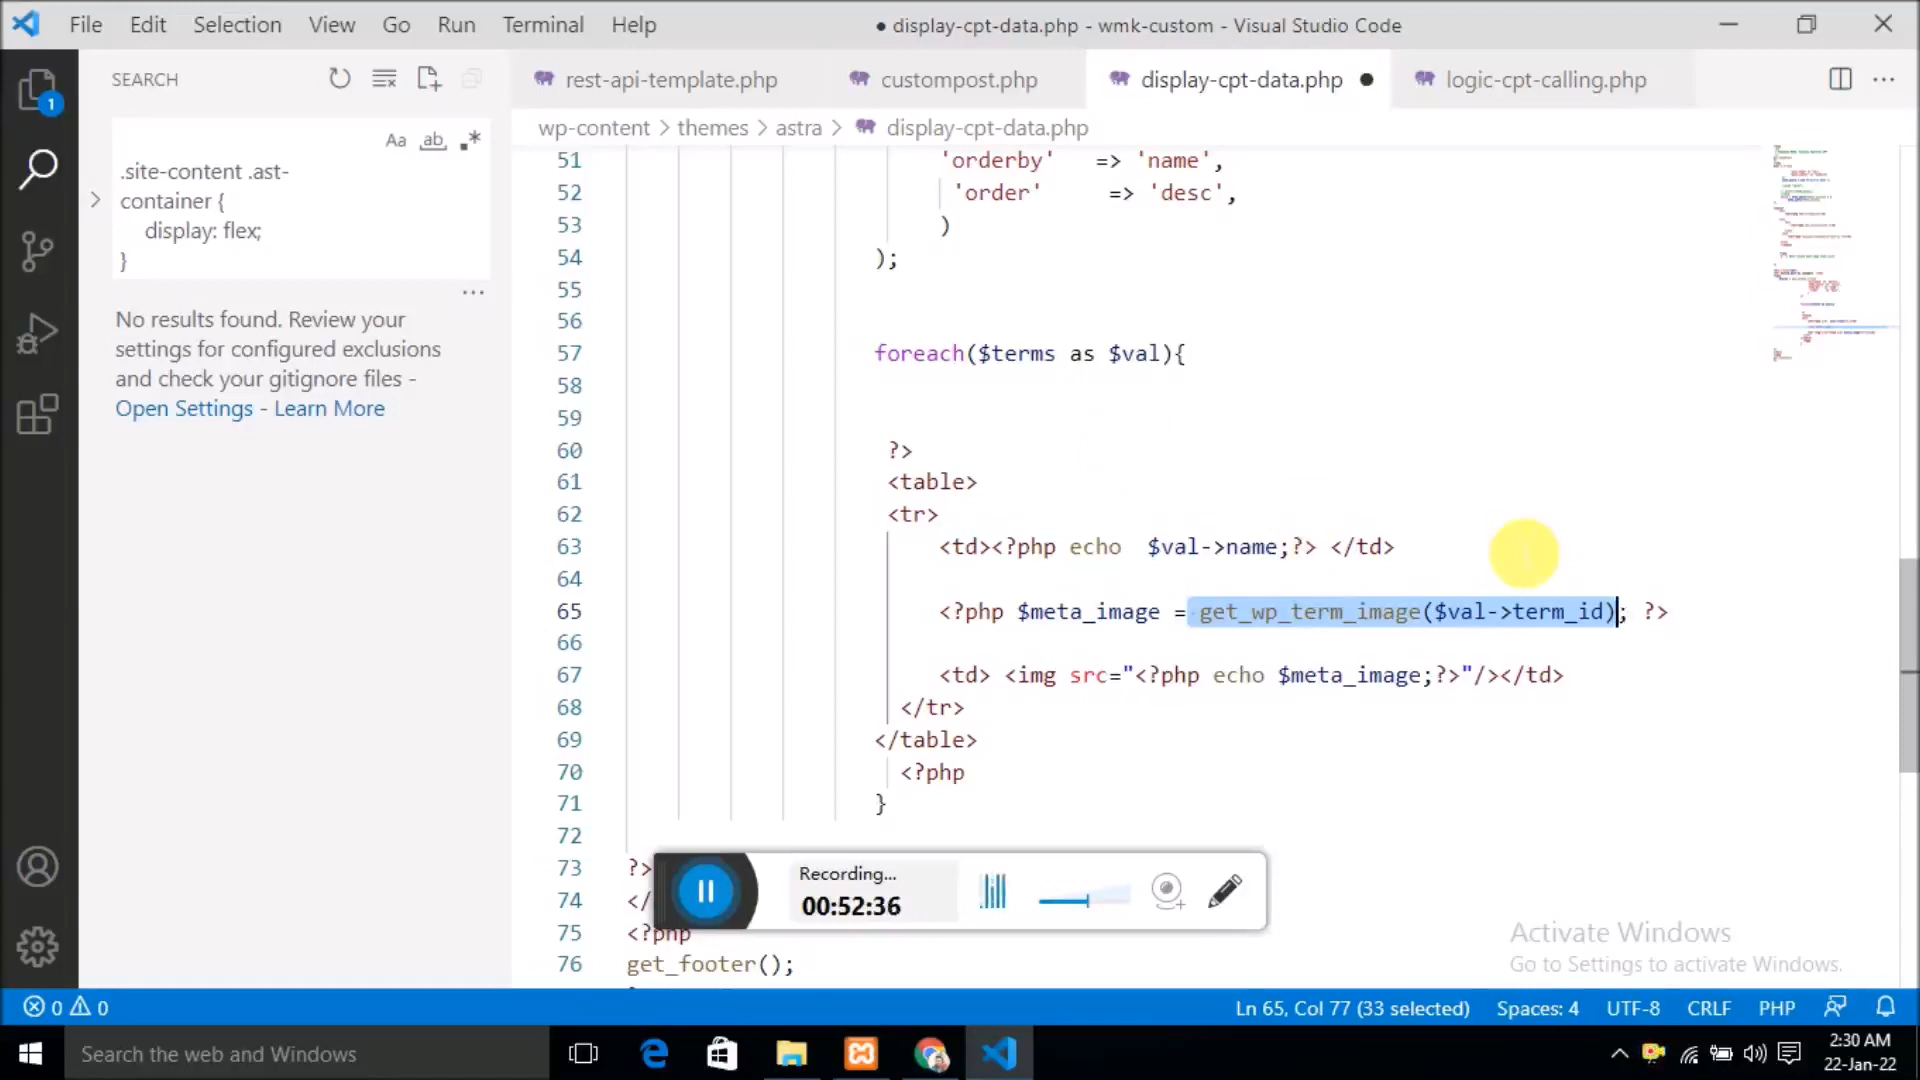 File Edit Selection View Go Run Terminal Help
● display-cpt-data.php - wmk-custom - Visual Studio Code
SEARCH
rest-api-template.php
custompost.php
display-cpt-data.php
logic-cpt-calling.php
1
wp-content > themes > astra > display-cpt-data.php
Aa ab
.site-content .ast-
container {
display: flex;
}
No results found. Review your
settings for configured exclusions
and check your gitignore files -
Open Settings - Learn More
51 'orderby' => 'name',
52 'order' => 'desc',
53 )
54 );
55
56
57 foreach($terms as $val){
58
59
60 ?>
61 <table>
62 <tr>
63 <td><?php echo $val->name;?> </td>
64
65 <?php $meta_image = get_wp_term_image($val->term_id); ?>
66
67 <td> <img src="<?php echo $meta_image;?>"/></td>
68 </tr>
69 </table>
70 <?php
71 }
72
73 ?>
74 </
75 <?php
76 get_footer();
Recording...
00:52:36
Activate Windows
Go to Settings to activate Windows.
0 0
Ln 65, Col 77 (33 selected) Spaces: 4 UTF-8 CRLF PHP
Search the web and Windows
2:30 AM
22-Jan-22